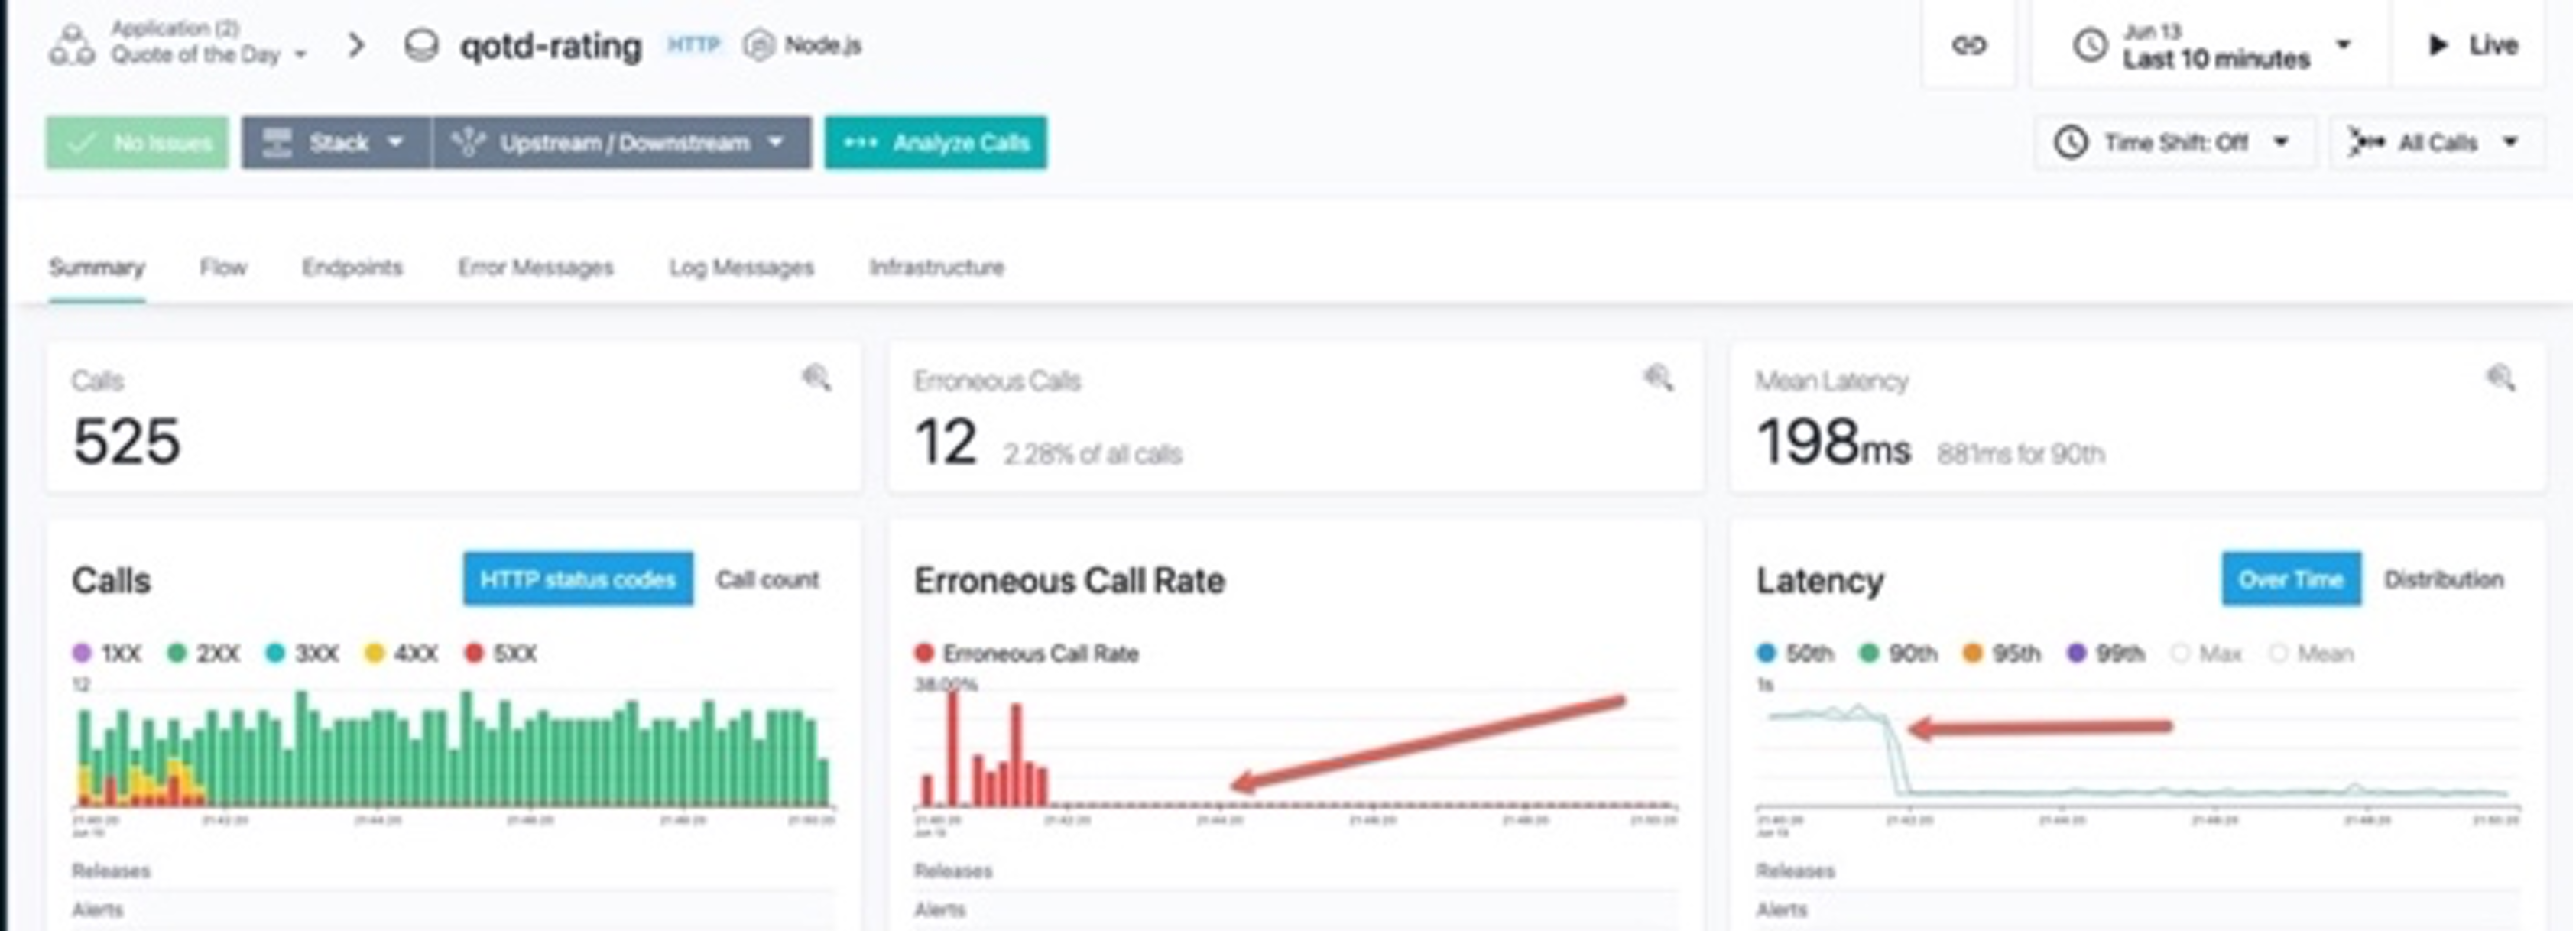 Application (2)
Quote of the Day
qotd-rating HTTP Node.js
Jun 13
Last 10 minutes
Live
No Issues Stack Upstream / Downstream Analyze Calls
Time Shift: Off All Calls
Summary Flow Endpoints Error Messages Log Messages Infrastructure
Calls
525
Erroneous Calls
12 2.28% of all calls
Mean Latency
198ms 881ms for 90th
Calls HTTP status codes Call count
1XX 2XX 3XX 4XX 5XX
12
Releases
Alerts
Erroneous Call Rate
Erroneous Call Rate
38.00%
Releases
Alerts
Latency Over Time Distribution
50th 90th 95th 99th Max Mean
1s
Releases
Alerts